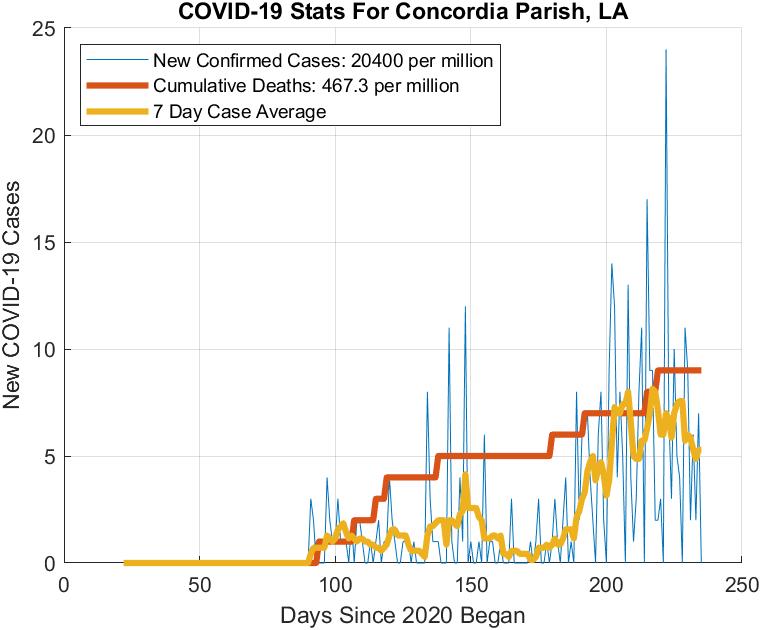 COVID-19 Stats For Concordia Parish, LA
New Confirmed Cases: 20400 per million
Cumulative Deaths: 467.3 per million
7 Day Case Average
New COVID-19 Cases
25
20
15
10
5
0
0 50 100 150 200 250
Days Since 2020 Began